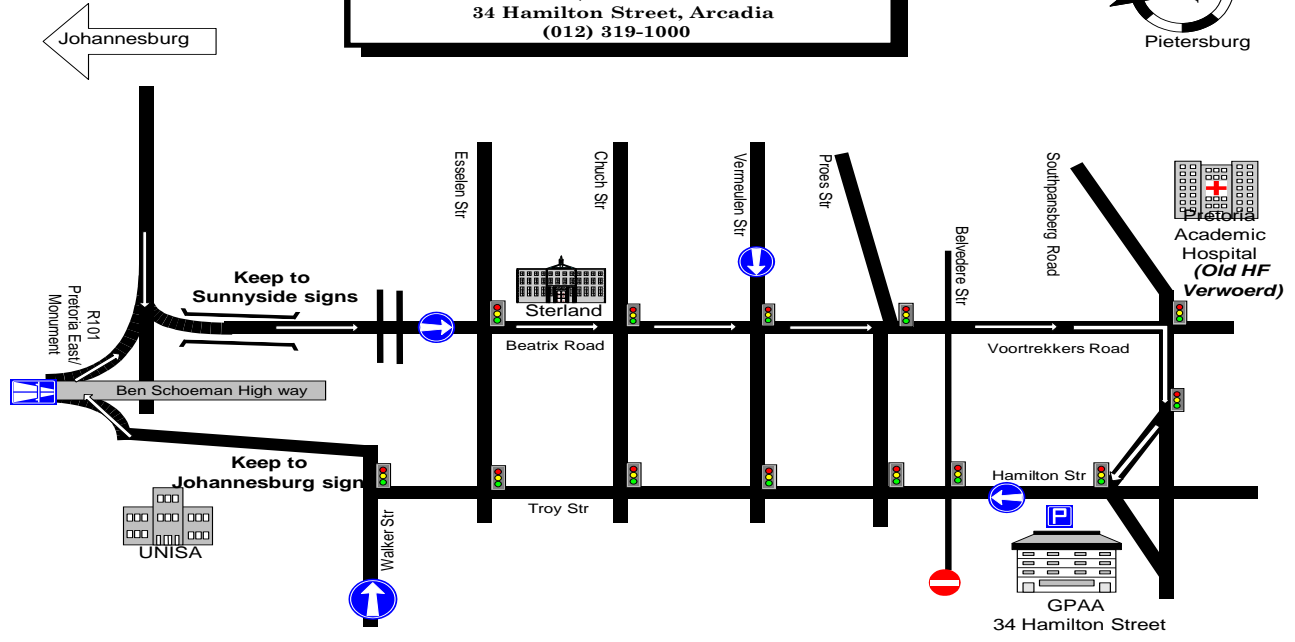 34 Hamilton Street, Arcadia
(012) 319-1000
Johannesburg
Pietersburg
Esselen Str
Chuch Str
Vermeulen Str
Proes Str
Belvedere Str
Southpansberg Road
Pretoria
Academic
Hospital
(Old HF
Verwoerd)
Keep to
Sunnyside signs
R101
Pretoria East/
Monument
Sterland
Beatrix Road
Voortrekkers Road
Ben Schoeman High way
Keep to
Johannesburg sign
Hamilton Str
Troy Str
Walker Str
UNISA
P
GPAA
34 Hamilton Street